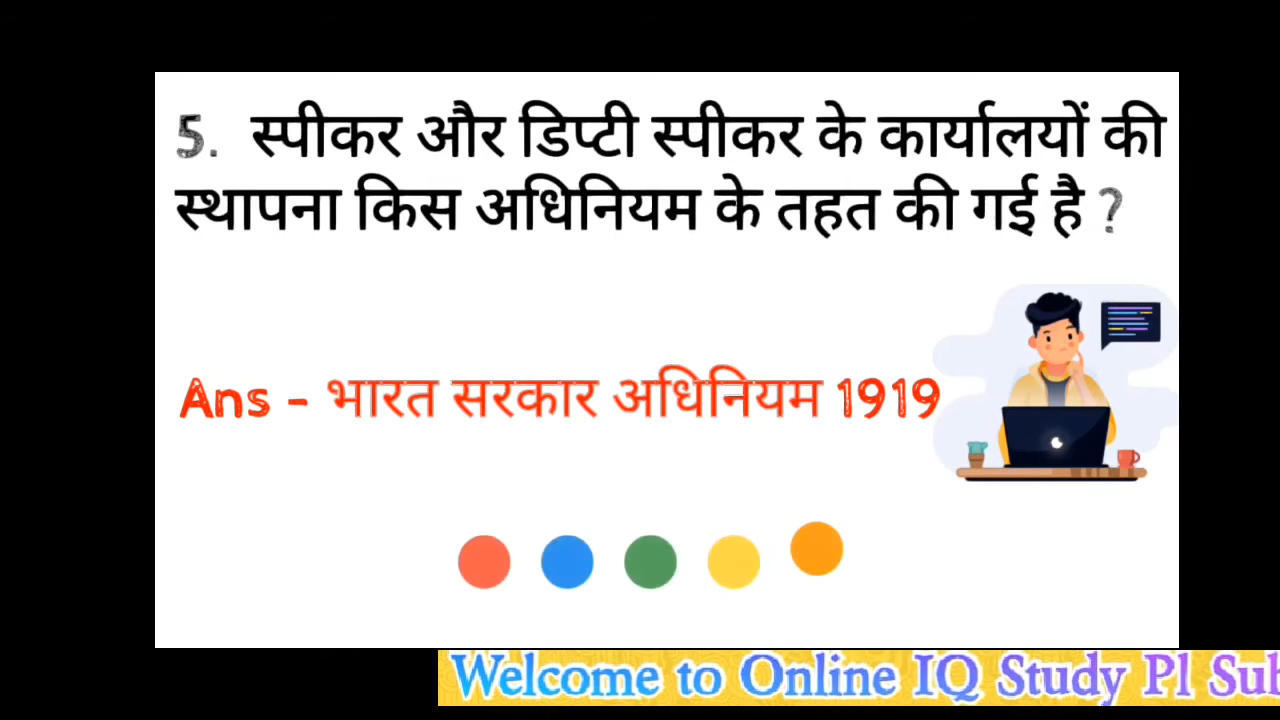 5. स्पीकर और डिप्टी स्पीकर के कार्यालयों की
स्थापना किस अधिनियम के तहत की गई है ?
Ans - भारत सरकार अधिनियम 1919
Welcome to Online IQ Study Pl Sub